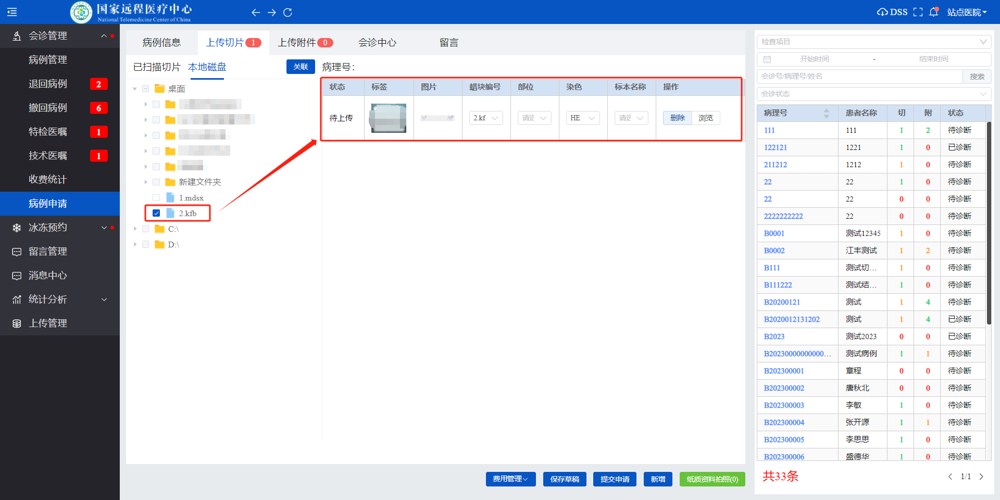 国家远程医疗中心
National Telemedicine Center of China
DSS
站点医院
会诊管理
病例管理
退回病例 2
撤回病例 6
特检医嘱 1
技术医嘱 1
收费统计
病例申请
冰冻预约
留言管理
消息中心
统计分析
上传管理
病例信息 上传切片 1 上传附件 0 会诊中心 留言
已扫描切片 本地磁盘 关联 病理号：
桌面
新建文件夹
1.mdsx
2.kfb
C:\
D:\
状态 标签 图片 蜡块编号 部位 染色 标本名称 操作
待上传 2.kf 请选 HE 请选 删除 浏览
费用管理 保存草稿 提交申请 新增 纸质资料拍照(0)
检查项目
开始时间 - 结束时间
会诊号/病理号/姓名 搜索
会诊状态
病理号 患者名称 切 附 状态
111 111 1 2 待诊断
122121 1221 1 0 已诊断
211212 1212 1 0 待诊断
22 22 1 0 待诊断
22 22 0 0 待诊断
2222222222 22 0 0 待诊断
B0001 测试12345 1 0 待诊断
B0002 江丰测试 1 2 待诊断
B111 测试切... 1 0 待诊断
B111222 测试结... 1 0 待诊断
B20200121 测试 1 4 待诊断
B2020012131202 测试 1 4 已诊断
B2023 测试2023 0 0 已诊断
B20230000000000... 测试病例 1 1 待诊断
B202300001 章程 0 0 待诊断
B202300002 唐秋北 0 0 待诊断
B202300003 李敏 1 0 待诊断
B202300004 张开源 1 1 待诊断
B202300005 李思思 1 0 待诊断
B202300006 盛德华 1 0 待诊断
共33条 1/1